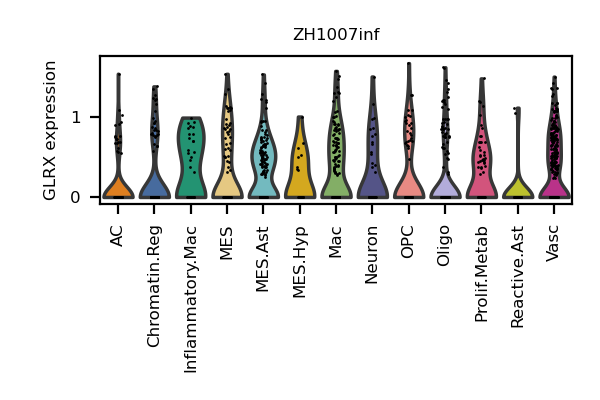 ZH1007inf
GLRX expression
1
0
AC
Chromatin.Reg
Inflammatory.Mac
MES
MES.Ast
MES.Hyp
Mac
Neuron
OPC
Oligo
Prolif.Metab
Reactive.Ast
Vasc